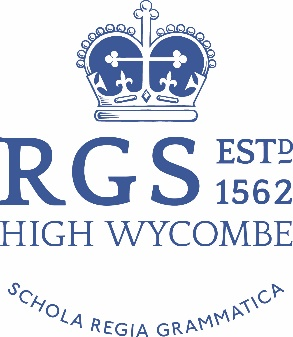 RGS ESTD
1562
HIGH WYCOMBE
SCHOLA REGIA GRAMMATICA